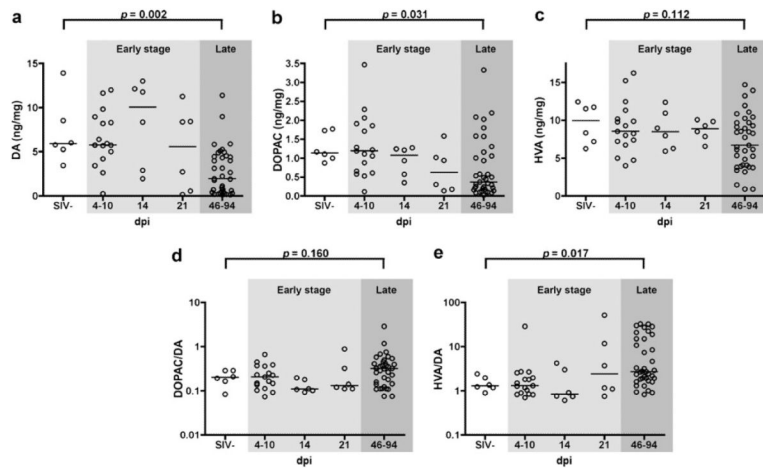 a
p = 0.002
Early stage
Late
DA (ng/mg)
15
10
5
0
SIV-
4-10
14
21
46-94
dpi
b
p = 0.031
Early stage
Late
DOPAC (ng/mg)
3.5
3.0
2.5
2.0
1.5
1.0
0.5
0.0
SIV-
4-10
14
21
46-94
dpi
c
p = 0.112
Early stage
Late
HVA (ng/mg)
20
15
10
5
0
SIV-
4-10
14
21
46-94
dpi
d
p = 0.160
Early stage
Late
DOPAC/DA
10
1
0.1
0.01
SIV-
4-10
14
21
46-94
dpi
e
p = 0.017
Early stage
Late
HVA/DA
100
10
1
0.1
SIV-
4-10
14
21
46-94
dpi